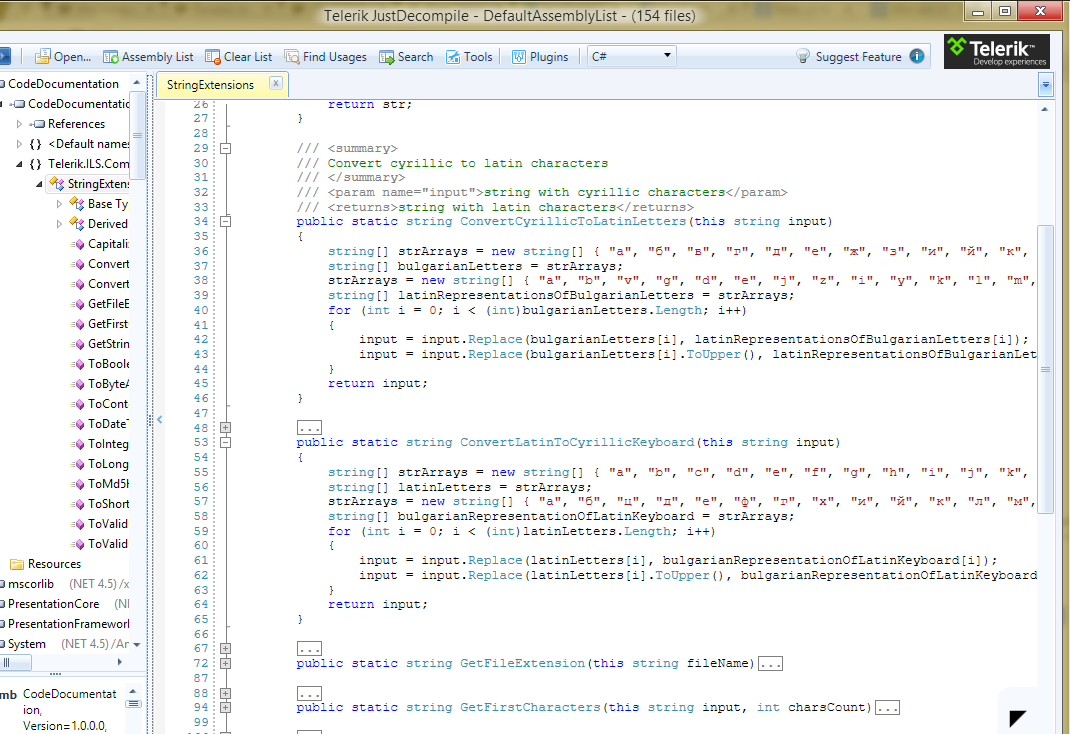 Telerik JustDecompile - DefaultAssemblyList - (154 files)
Open... Assembly List Clear List Find Usages Search Tools Plugins C# Suggest Feature
Telerik™
Develop experiences
CodeDocumentation
CodeDocumentatic
References
{} <Default names
{} Telerik.ILS.Com
StringExtens
Base Ty
Derived
Capitali
Convert
Convert
GetFileE
GetFirst
GetStrin
ToBoole
ToByteA
ToCont
ToDateT
ToInteg
ToLong
ToMd5H
ToShort
ToValid
ToValid
Resources
mscorlib (NET 4.5)/x
PresentationCore (NI
PresentationFrameworl
System (NET 4.5)/An
mb CodeDocumentat
ion,
Version=1.0.0.0,
StringExtensions x
26 return str;
27 }
28
29 /// <summary>
30 /// Convert cyrillic to latin characters
31 /// </summary>
32 /// <param name="input">string with cyrillic characters</param>
33 /// <returns>string with latin characters</returns>
34 public static string ConvertCyrillicToLatinLetters(this string input)
35 {
36 string[] strArrays = new string[] { "а", "б", "в", "г", "д", "е", "ж", "з", "и", "й", "к",
37 string[] bulgarianLetters = strArrays;
38 strArrays = new string[] { "a", "b", "v", "g", "d", "e", "j", "z", "i", "y", "k", "l", "m",
39 string[] latinRepresentationsOfBulgarianLetters = strArrays;
40 for (int i = 0; i < (int)bulgarianLetters.Length; i++)
41 {
42 input = input.Replace(bulgarianLetters[i], latinRepresentationsOfBulgarianLetters[i]);
43 input = input.Replace(bulgarianLetters[i].ToUpper(), latinRepresentationsOfBulgarianLet
44 }
45 return input;
46 }
47
48 ...
53 public static string ConvertLatinToCyrillicKeyboard(this string input)
54 {
55 string[] strArrays = new string[] { "a", "b", "c", "d", "e", "f", "g", "h", "i", "j", "k",
56 string[] latinLetters = strArrays;
57 strArrays = new string[] { "а", "б", "ц", "д", "е", "ф", "г", "х", "и", "й", "к", "л", "м",
58 string[] bulgarianRepresentationOfLatinKeyboard = strArrays;
59 for (int i = 0; i < (int)latinLetters.Length; i++)
60 {
61 input = input.Replace(latinLetters[i], bulgarianRepresentationOfLatinKeyboard[i]);
62 input = input.Replace(latinLetters[i].ToUpper(), bulgarianRepresentationOfLatinKeyboard
63 }
64 return input;
65 }
66
67 ...
72 public static string GetFileExtension(this string fileName)...
87
88 ...
94 public static string GetFirstCharacters(this string input, int charsCount)...
99